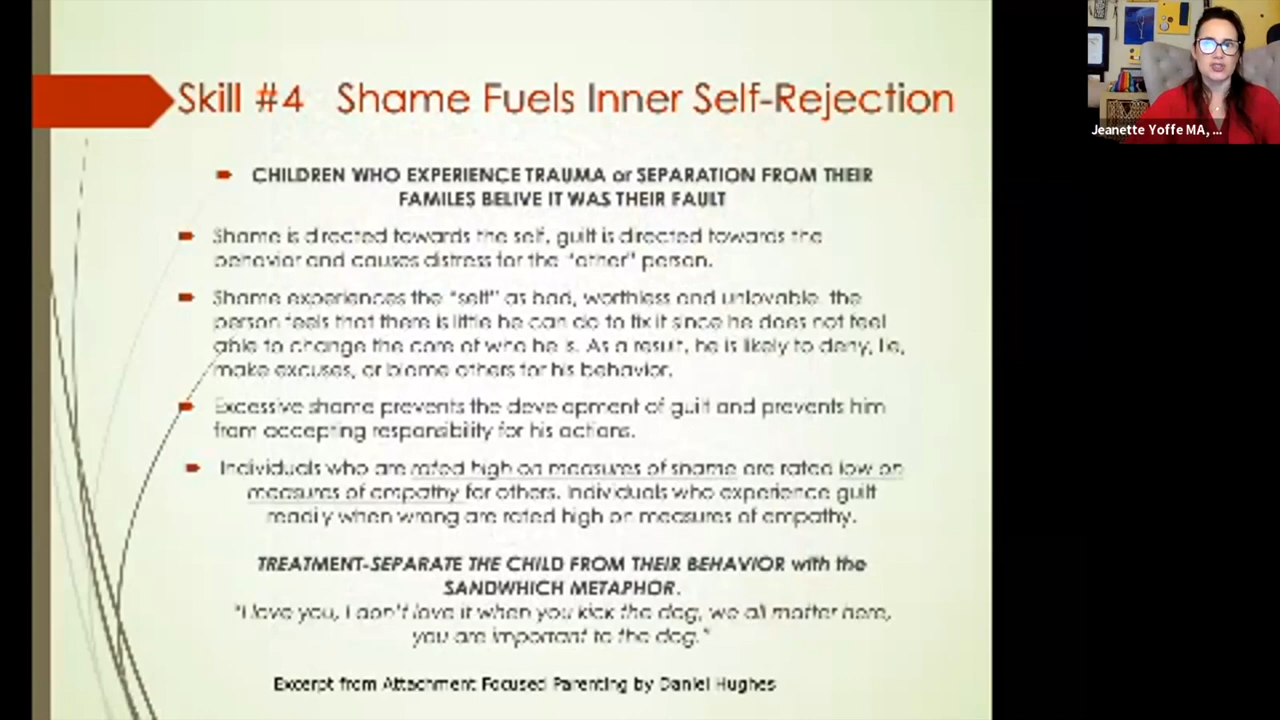 Skill #4 Shame Fuels Inner Self-Rejection
CHILDREN WHO EXPERIENCE TRAUMA or SEPARATION FROM THEIR
FAMILES BELIVE IT WAS THEIR FAULT
Shame is directed towards the self, guilt is directed towards the
behavior and causes distress for the "other" person.
Shame experiences the "self" as bad, worthless and unlovable, the
person feels that there is little he can do to fix it since he does not feel
able to change the core of who he is. As a result, he is likely to deny, lie,
make excuses, or blame others for his behavior.
Excessive shame prevents the development of guilt and prevents him
from accepting responsibility for his actions.
Individuals who are rated high on measures of shame are rated low on
measures of empathy for others. Individuals who experience guilt
readily when wrong are rated high on measures of empathy.
TREATMENT-SEPARATE THE CHILD FROM THEIR BEHAVIOR with the
SANDWHICH METAPHOR.
"I love you, I don't love it when you kick the dog, we all matter here,
you are important to the dog."
Excerpt from Attachment Focused Parenting by Daniel Hughes
Jeanette Yoffe MA, ...